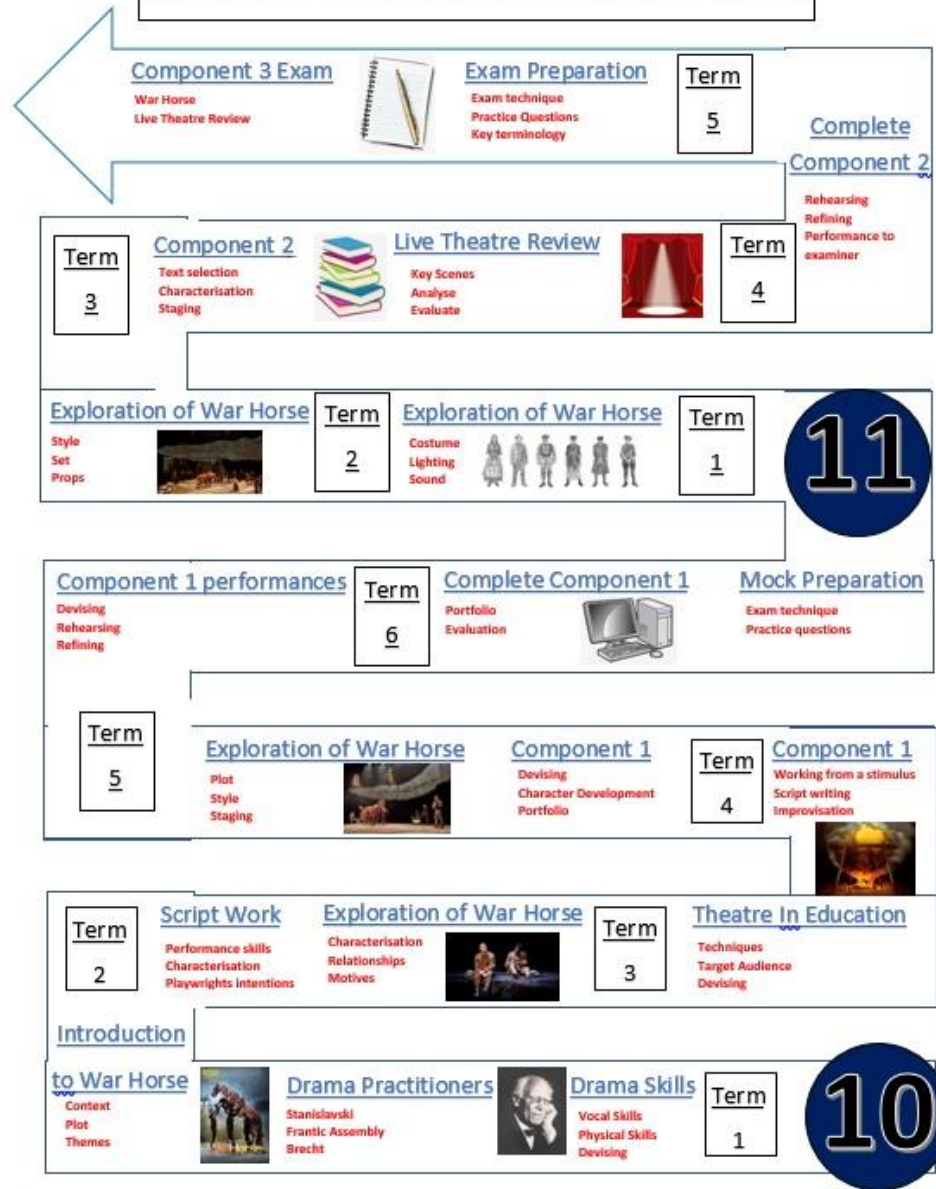 Component 3 Exam
War Horse
Live Theatre Review
Exam Preparation
Exam technique
Practice Questions
Key terminology
Term
5
Complete
Component 2
Rehearsing
Refining
Performance to
examiner
Term
3
Component 2
Text selection
Characterisation
Staging
Live Theatre Review
Key Scenes
Analyse
Evaluate
Term
4
Exploration of War Horse
Style
Set
Props
Term
2
Exploration of War Horse
Costume
Lighting
Sound
Term
1
11
Component 1 performances
Devising
Rehearsing
Refining
Term
6
Complete Component 1
Portfolio
Evaluation
Mock Preparation
Exam technique
Practice questions
Term
5
Exploration of War Horse
Plot
Style
Staging
Component 1
Devising
Character Development
Portfolio
Term
4
Component 1
Working from a stimulus
Script writing
Improvisation
Term
2
Script Work
Performance skills
Characterisation
Playwrights intentions
Exploration of War Horse
Characterisation
Relationships
Motives
Term
3
Theatre In Education
Techniques
Target Audience
Devising
Introduction
to War Horse
Context
Plot
Themes
Drama Practitioners
Stanislavski
Frantic Assembly
Brecht
Drama Skills
Vocal Skills
Physical Skills
Devising
Term
1
10